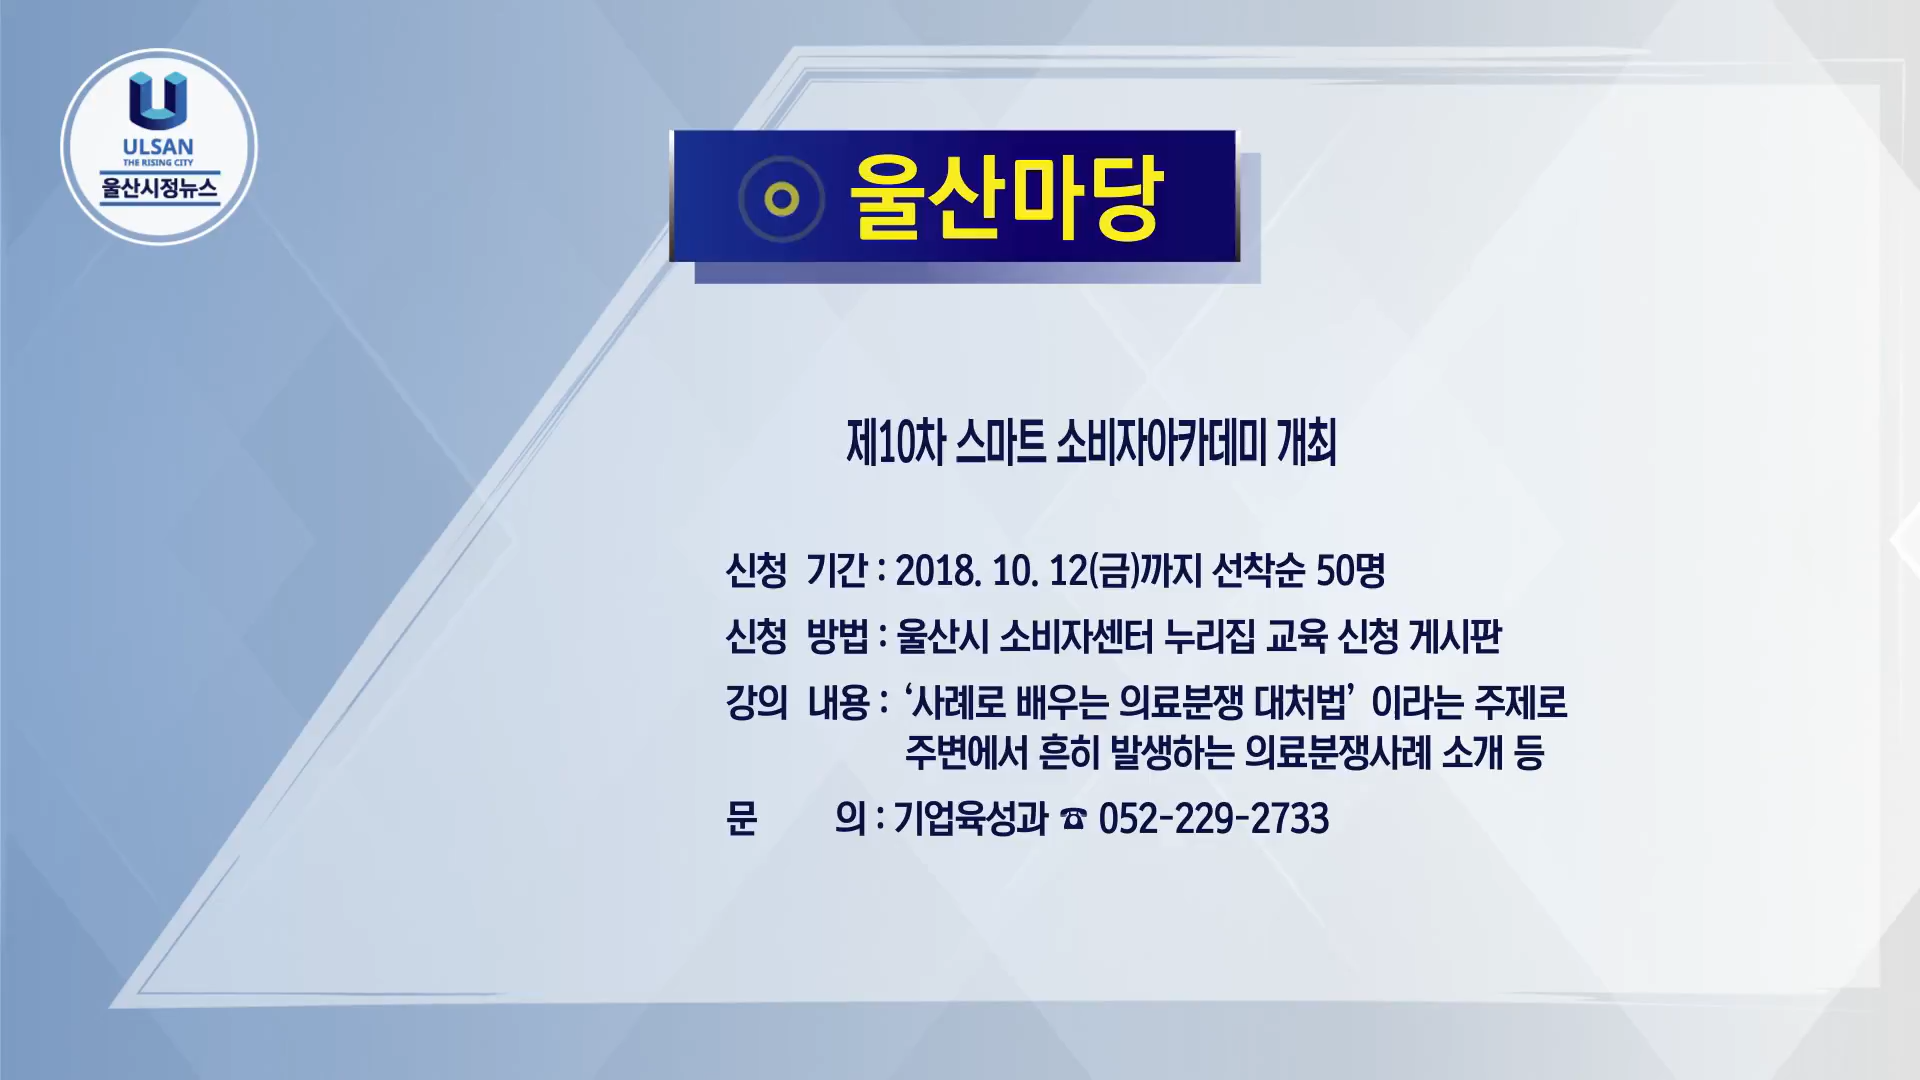 ULSAN
THE RISING CITY
울산시정뉴스
울산마당
제10차 스마트 소비자아카데미 개최
신청 기간 : 2018. 10. 12(금)까지 선착순 50명
신청 방법 : 울산시 소비자센터 누리집 교육 신청 게시판
강의 내용 : ‘사례로 배우는 의료분쟁 대처법’ 이라는 주제로
주변에서 흔히 발생하는 의료분쟁사례 소개 등
문 의 : 기업육성과 ☎ 052-229-2733